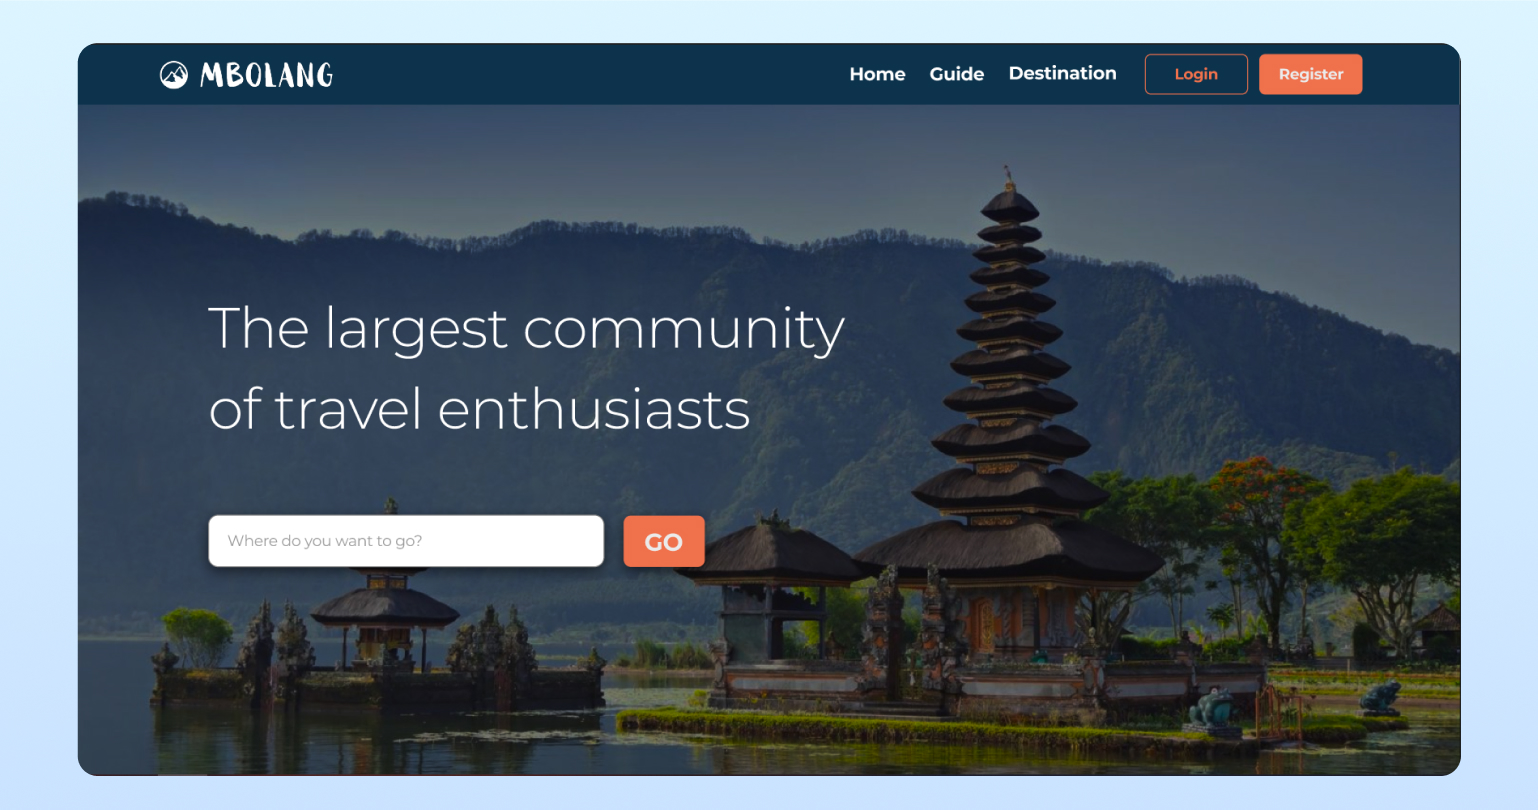 MBOLANG
Home Guide Destination Login Register
The largest community
of travel enthusiasts
Where do you want to go?
GO